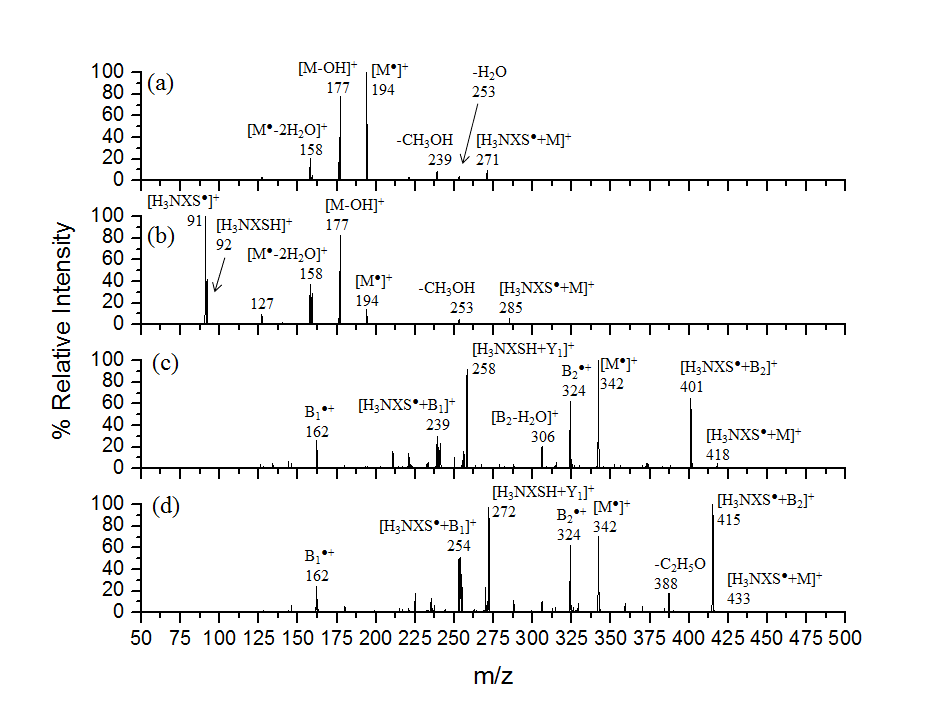 (a)
100
80
60
40
20
0
[M-OH]⁺
177
[M•]⁺
194
[M•-2H₂O]⁺
158
-H₂O
253
-CH₃OH
239
[H₃NXS•+M]⁺
271
(b)
100
80
60
40
20
0
[H₃NXS•]⁺
91
[H₃NXSH]⁺
92
[M-OH]⁺
177
[M•-2H₂O]⁺
158
127
[M•]⁺
194
-CH₃OH
253
[H₃NXS•+M]⁺
285
(c)
100
80
60
40
20
0
B₁•⁺
162
[H₃NXS•+B₁]⁺
239
[H₃NXSH+Y₁]⁺
258
[B₂-H₂O]⁺
306
B₂•⁺
324
[M•]⁺
342
[H₃NXS•+B₂]⁺
401
[H₃NXS•+M]⁺
418
(d)
100
80
60
40
20
0
B₁•⁺
162
[H₃NXS•+B₁]⁺
254
[H₃NXSH+Y₁]⁺
272
B₂•⁺
324
[M•]⁺
342
-C₂H₅O
388
[H₃NXS•+B₂]⁺
415
[H₃NXS•+M]⁺
433
50 75 100 125 150 175 200 225 250 275 300 325 350 375 400 425 450 475 500
m/z
% Relative Intensity